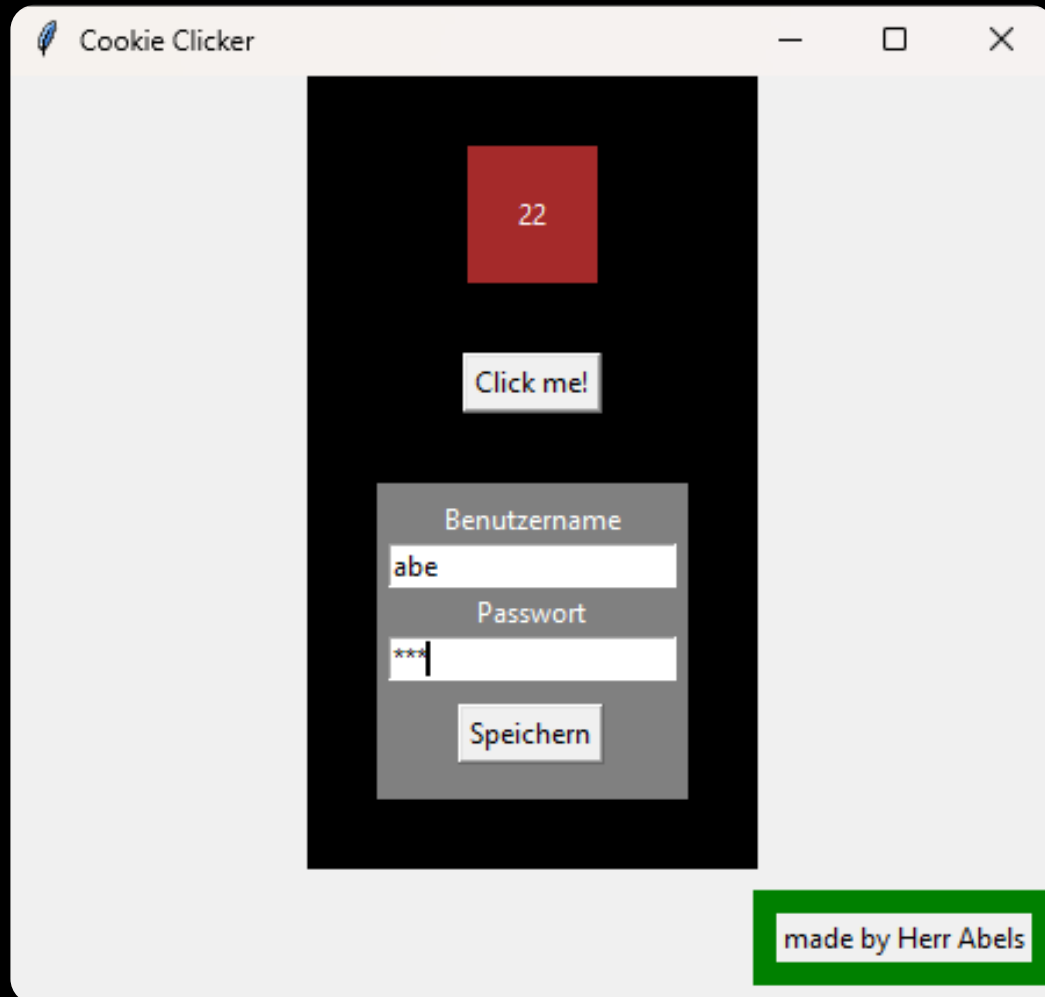 Cookie Clicker
22
Click me!
Benutzername
abe
Passwort
***
Speichern
made by Herr Abels